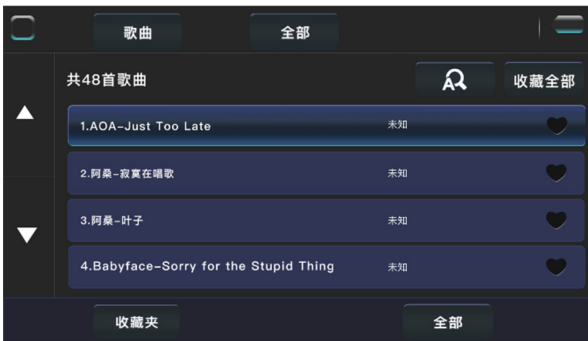 歌曲 全部
共48首歌曲 A 收藏全部
1.AOA-Just Too Late 未知
2.阿桑-寂寞在唱歌 未知
3.阿桑-叶子 未知
4.Babyface-Sorry for the Stupid Thing 未知
收藏夹 全部